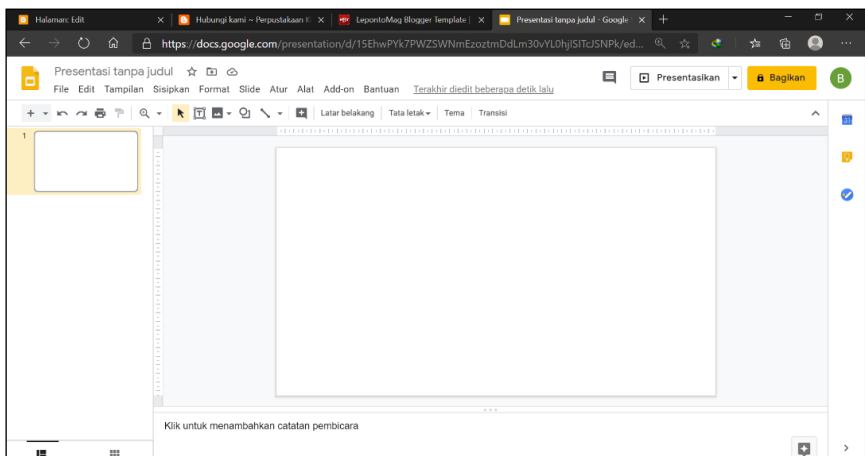 Halaman: Edit
Hubungi kami ~ Perpustakaan K
LepontoMag Blogger Template |
Presentasi tanpa judul - Google
https://docs.google.com/presentation/d/15EhwPYk7PWZSWNmEzoztmDdLm30vYL0hjISITcJSNPk/ed...
Presentasi tanpa judul
File Edit Tampilan Sisipkan Format Slide Atur Alat Add-on Bantuan Terakhir diedit beberapa detik lalu
Presentasikan
Bagikan
B
Latar belakang Tata letak Tema Transisi
31
1
Klik untuk menambahkan catatan pembicara